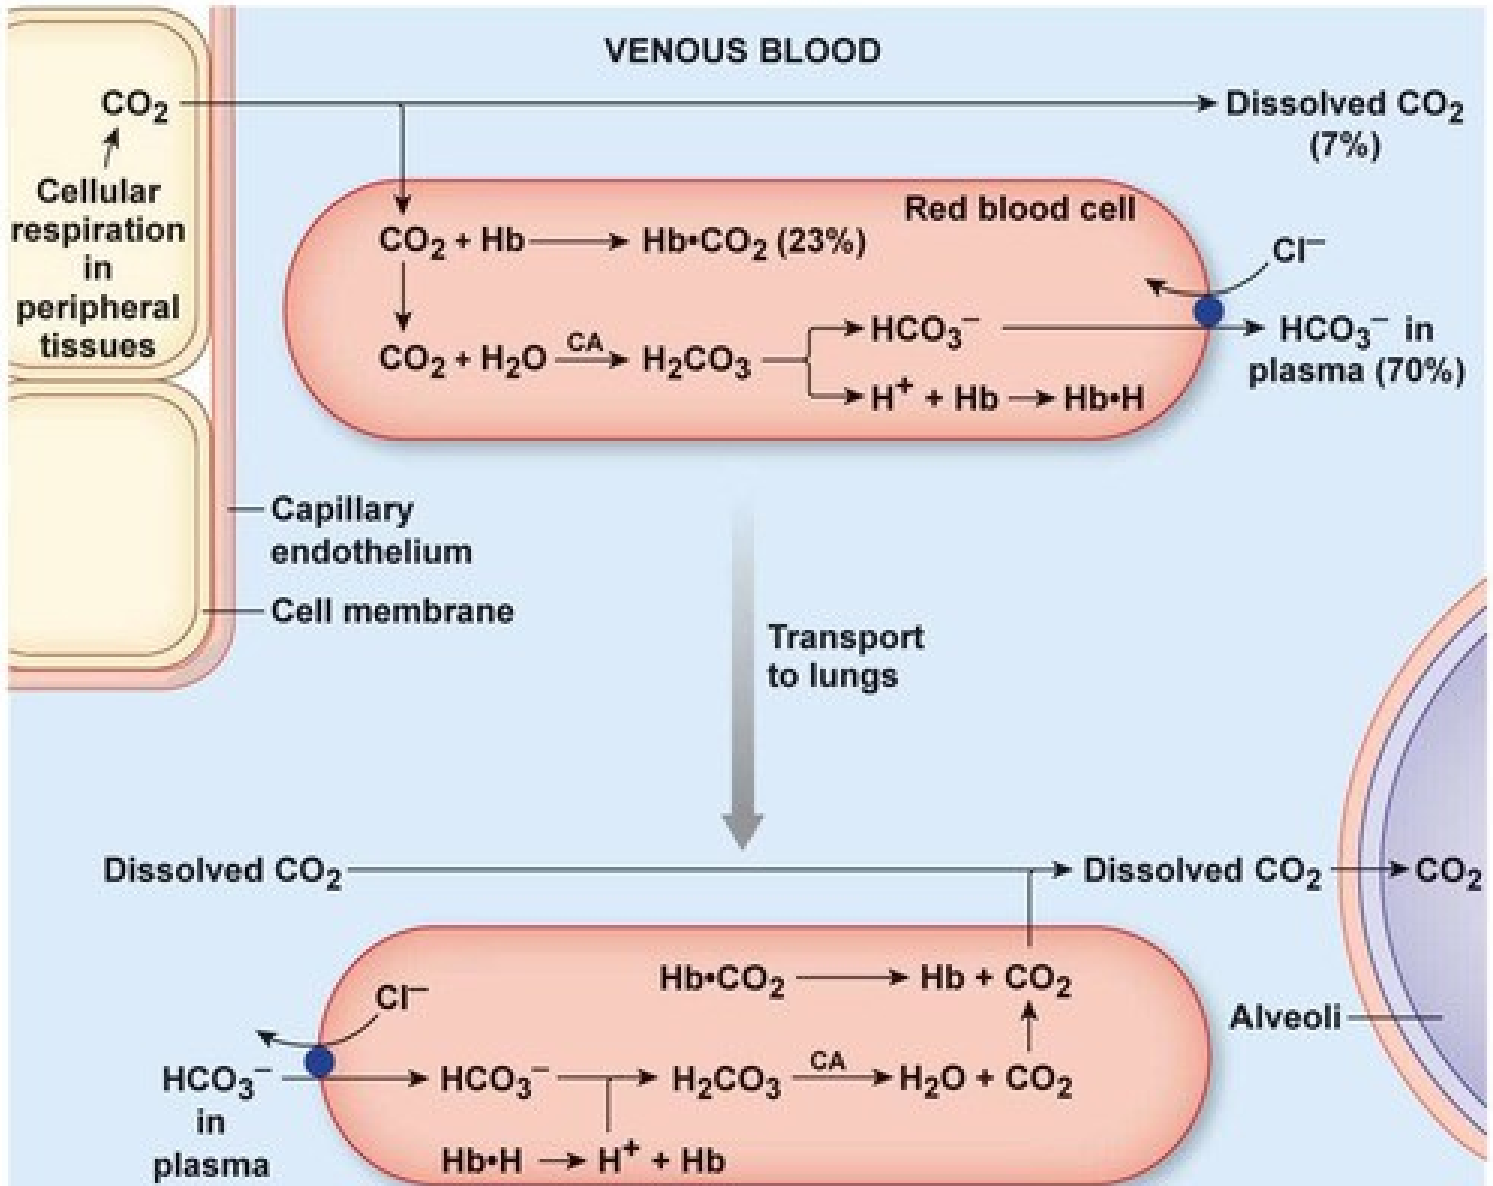 VENOUS BLOOD
CO₂
Dissolved CO₂
(7%)
Cellular
respiration
in
peripheral
tissues
Red blood cell
CO₂ + Hb → Hb•CO₂ (23%)
Cl⁻
CO₂ + H₂O CA → H₂CO₃
HCO₃⁻
H⁺ + Hb → Hb•H
HCO₃⁻ in
plasma (70%)
Capillary
endothelium
Cell membrane
Transport
to lungs
Dissolved CO₂
Dissolved CO₂ → CO₂
Hb•CO₂ → Hb + CO₂
Cl⁻
Alveoli
HCO₃⁻
in
plasma
HCO₃⁻ → H₂CO₃ CA → H₂O + CO₂
Hb•H → H⁺ + Hb